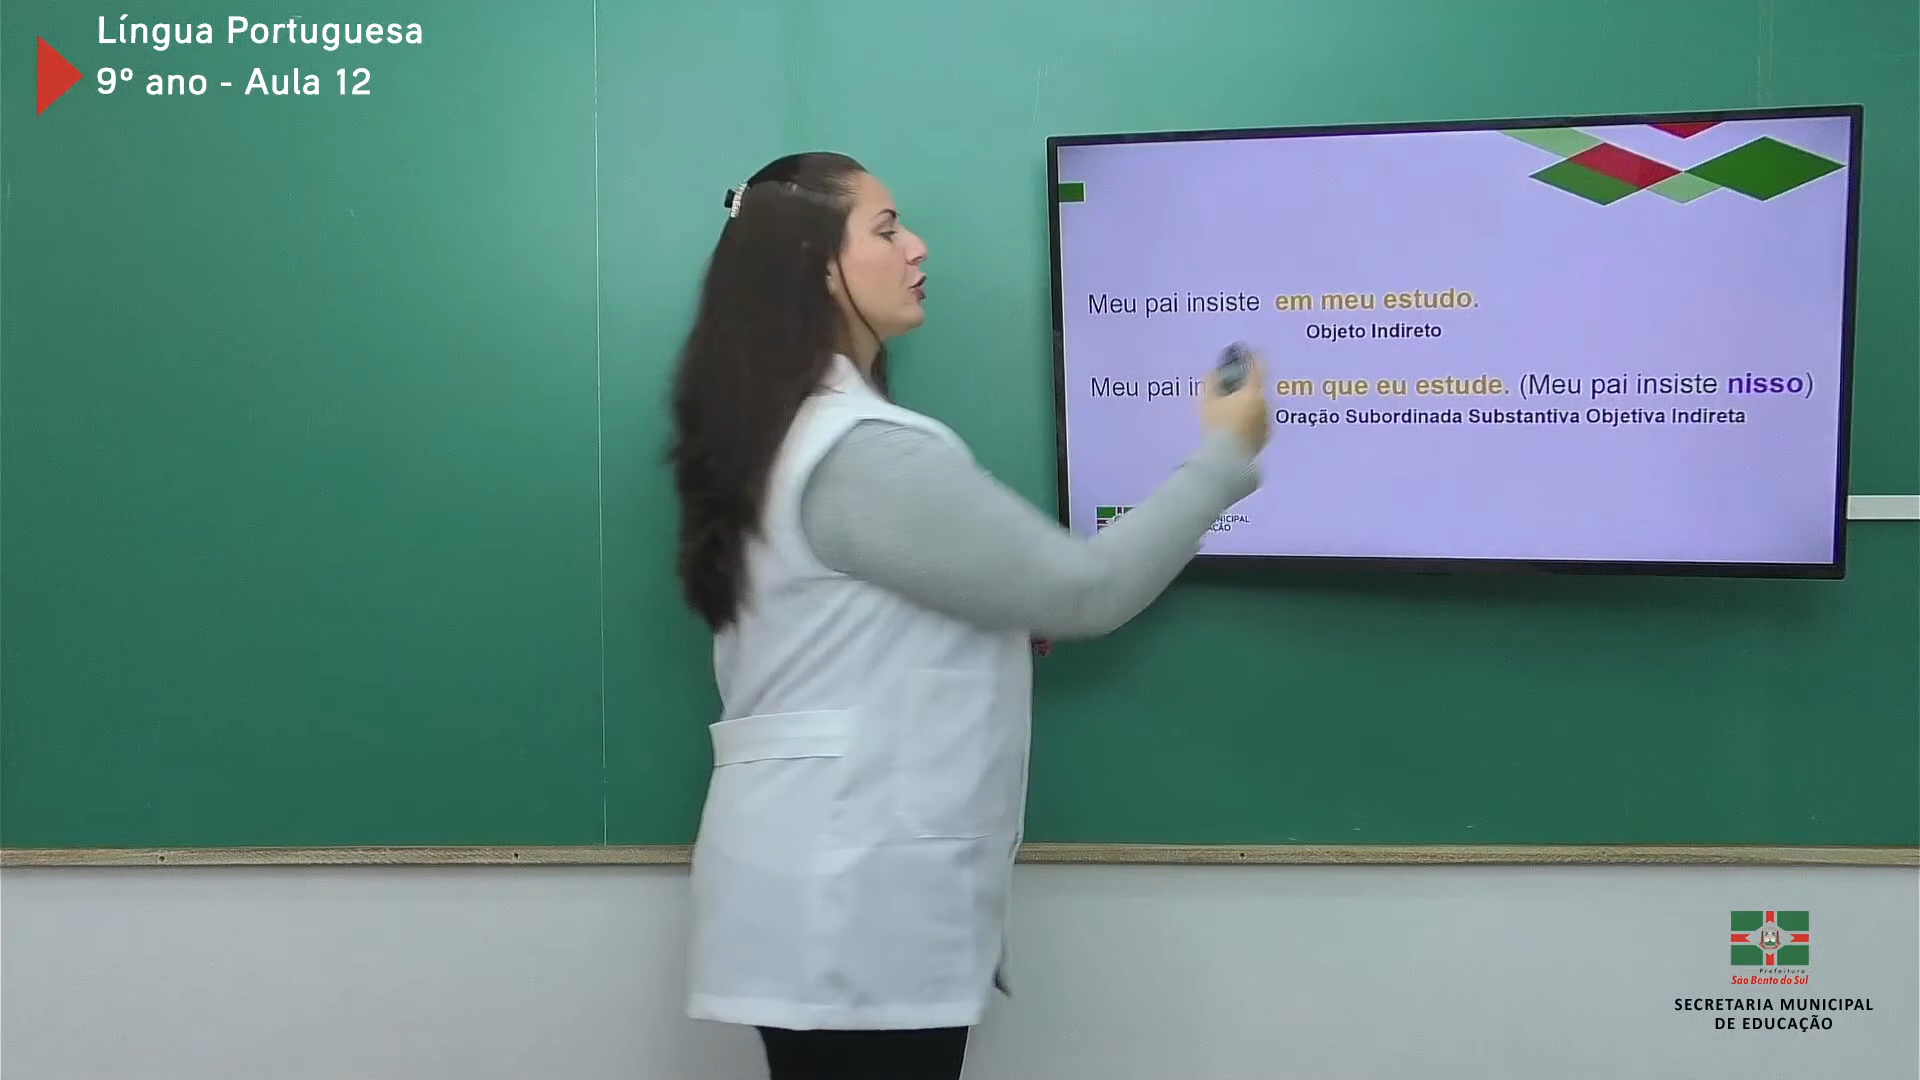 Língua Portuguesa
9º ano - Aula 12
Meu pai insiste em meu estudo.
Objeto Indireto
Meu pai em que eu estude. (Meu pai insiste nisso)
Oração Subordinada Substantiva Objetiva Indireta
Prefeitura
São Bento do Sul
SECRETARIA MUNICIPAL
DE EDUCAÇÃO